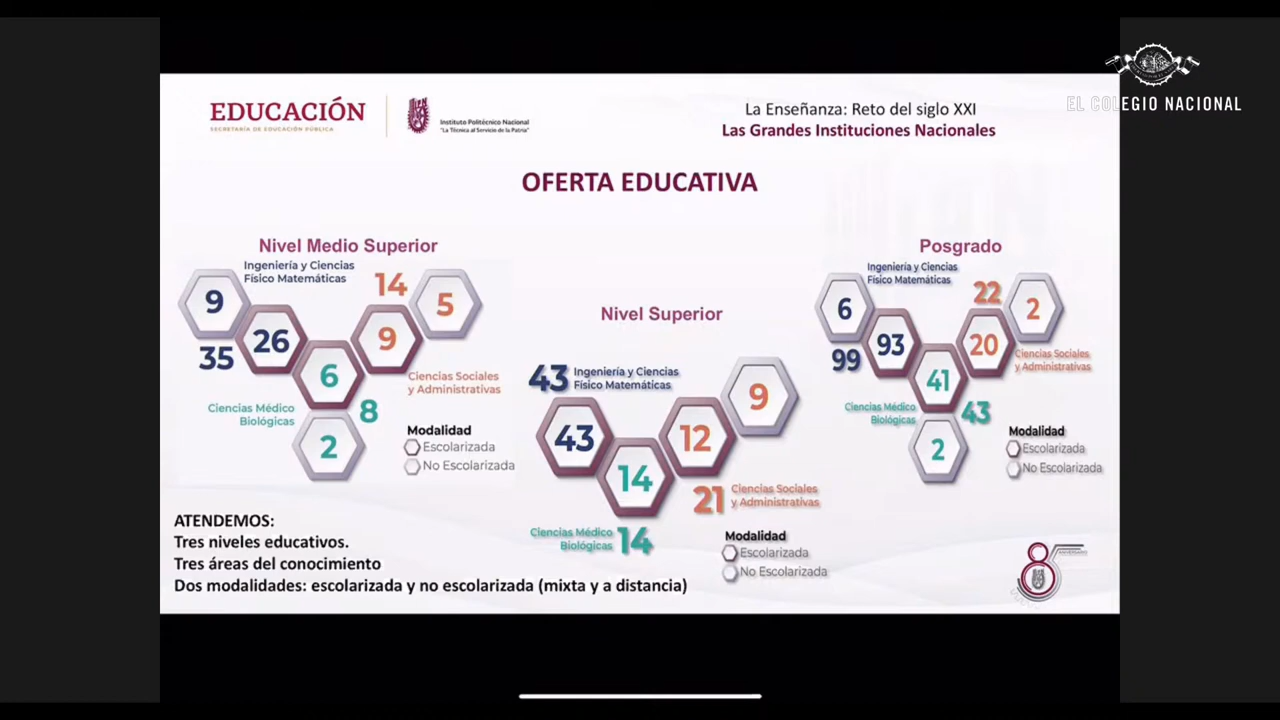 EL COLEGIO NACIONAL
EDUCACIÓN
SECRETARÍA DE EDUCACIÓN PÚBLICA
Instituto Politécnico Nacional
"La Técnica al Servicio de la Patria"
La Enseñanza: Reto del siglo XXI
Las Grandes Instituciones Nacionales
OFERTA EDUCATIVA
Nivel Medio Superior
Ingeniería y Ciencias
Físico Matemáticas
9
26
35
14
5
9
6
Ciencias Sociales
y Administrativas
Ciencias Médico
Biológicas
8
2
Modalidad
Escolarizada
No Escolarizada
Nivel Superior
43
Ingeniería y Ciencias
Físico Matemáticas
9
43
12
14
21
Ciencias Sociales
y Administrativas
Ciencias Médico
Biológicas
14
Modalidad
Escolarizada
No Escolarizada
Posgrado
Ingeniería y Ciencias
Físico Matemáticas
6
93
99
22
2
20
41
Ciencias Sociales
y Administrativas
Ciencias Médico
Biológicas
43
2
Modalidad
Escolarizada
No Escolarizada
ATENDEMOS:
Tres niveles educativos.
Tres áreas del conocimiento
Dos modalidades: escolarizada y no escolarizada (mixta y a distancia)
85